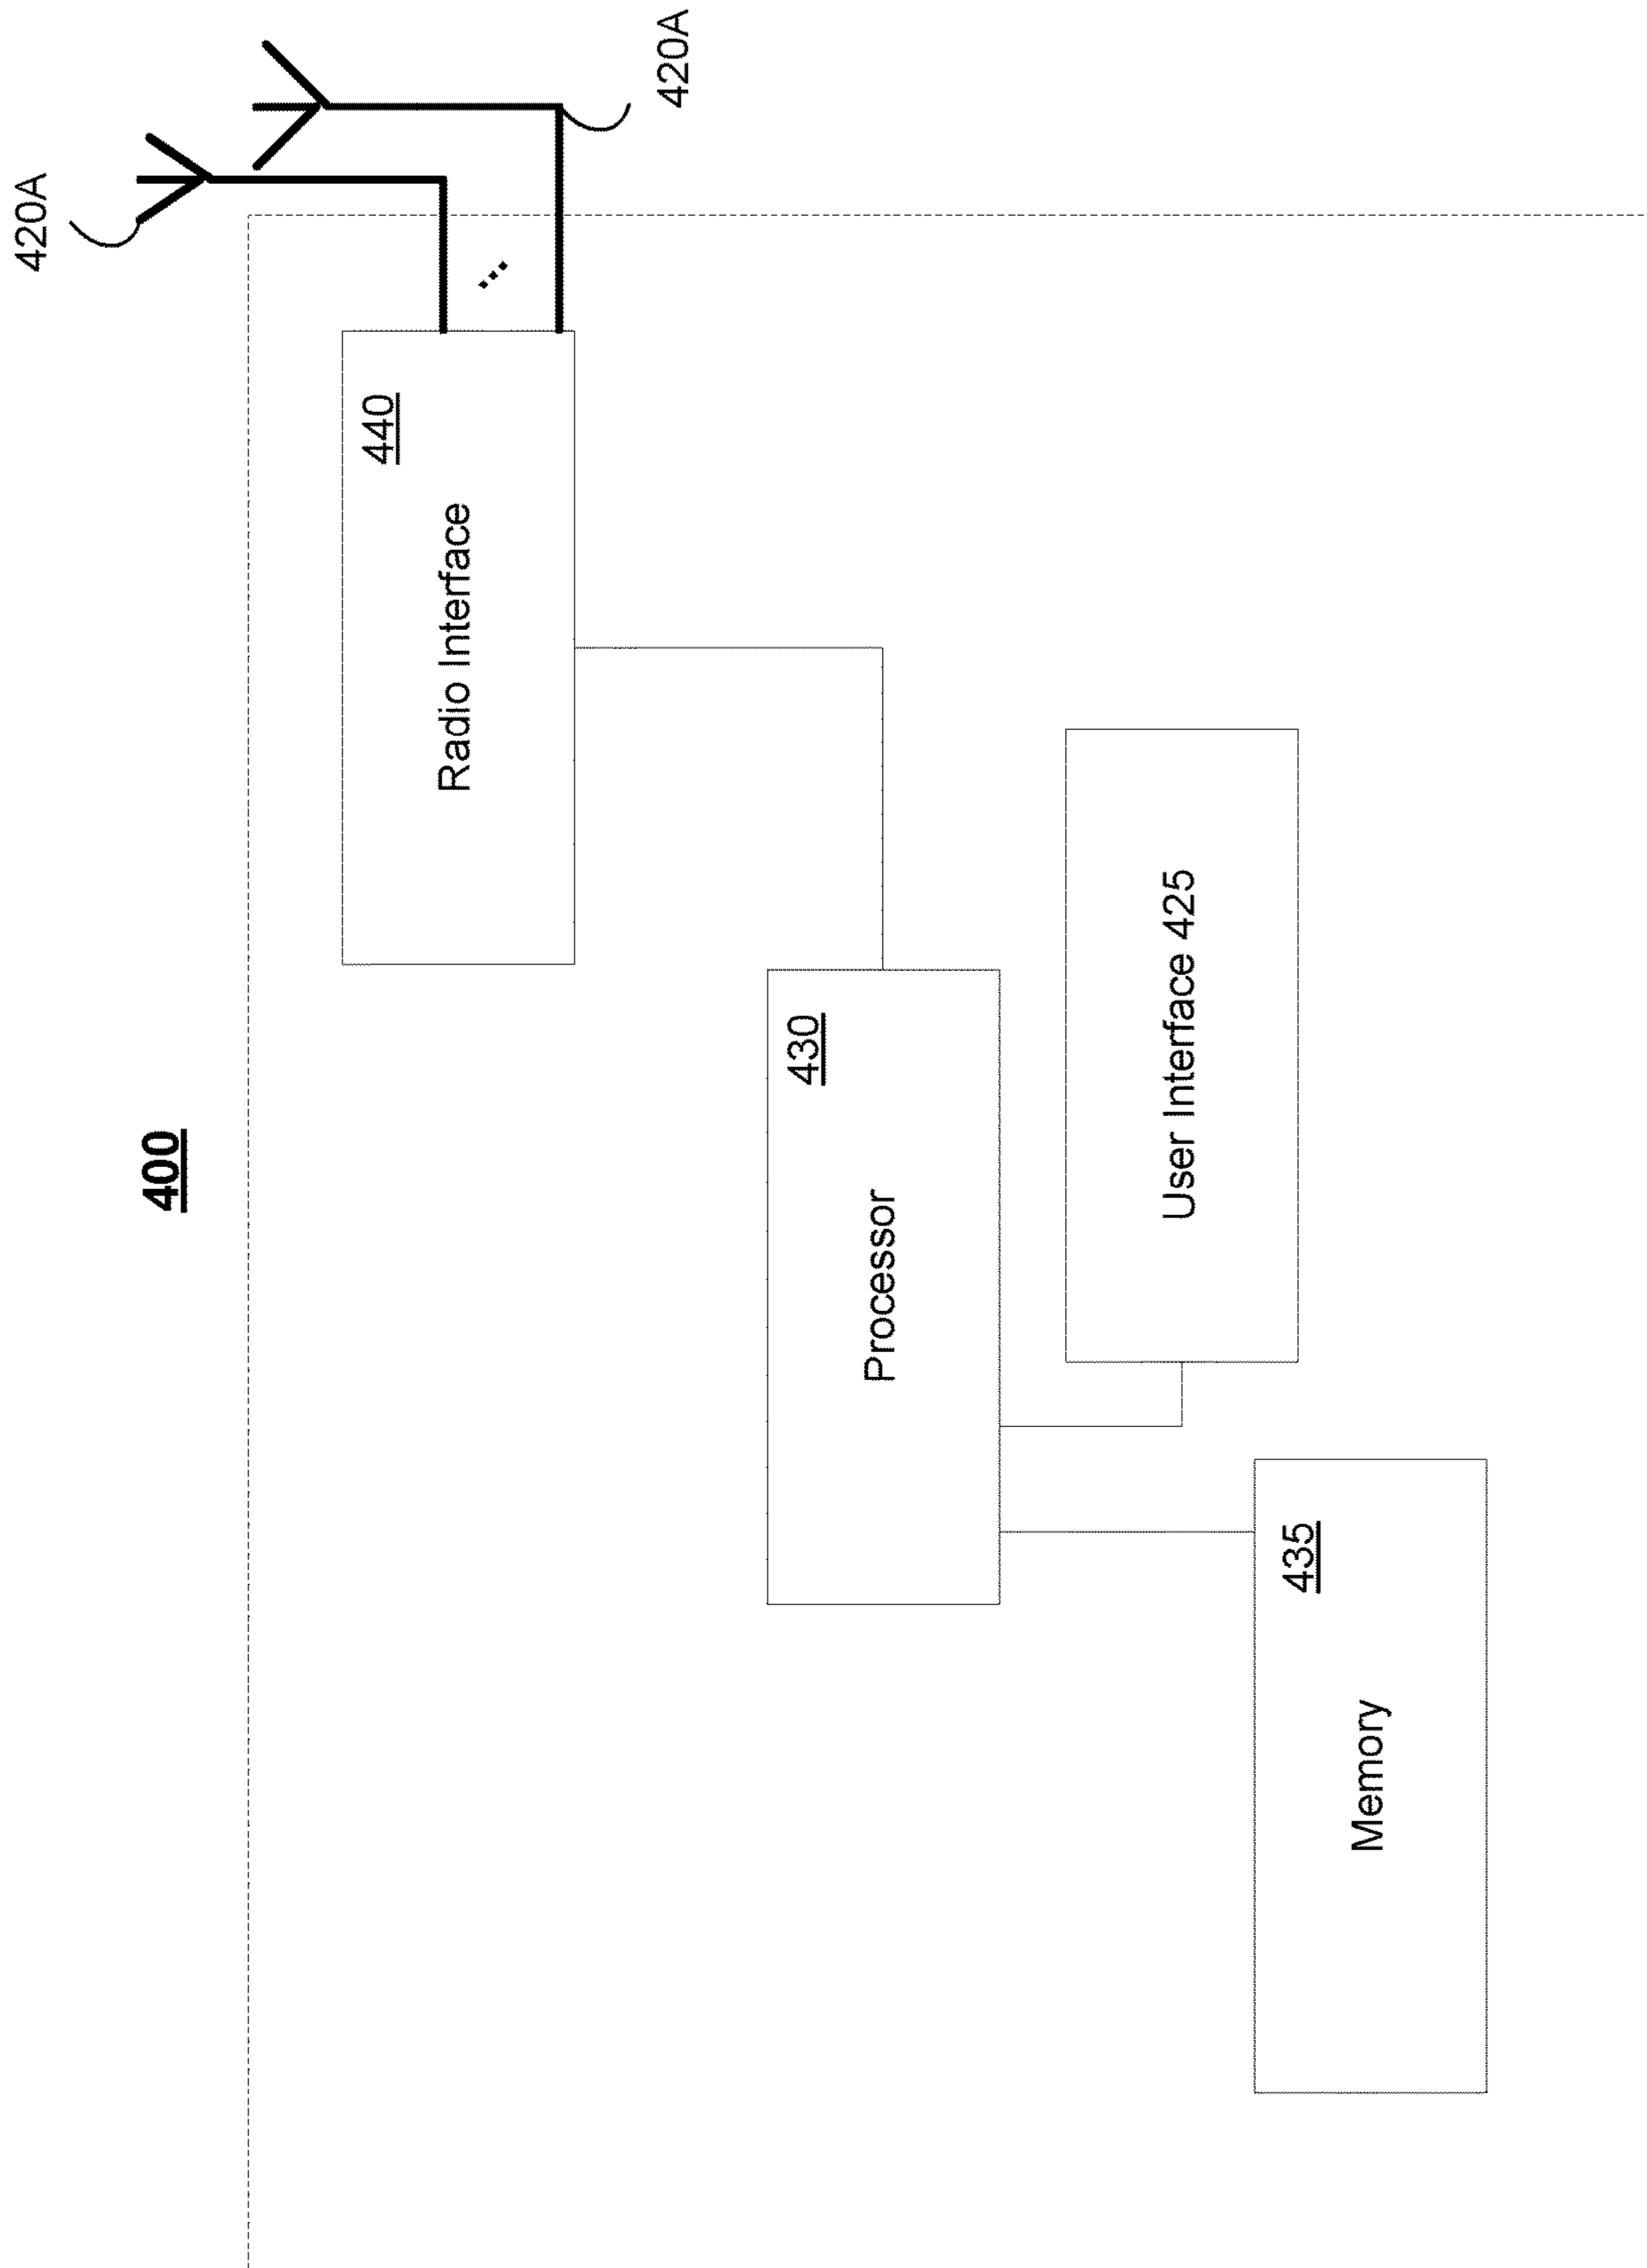 400
420A
420A
440
Radio Interface
430
Processor
User Interface 425
435
Memory